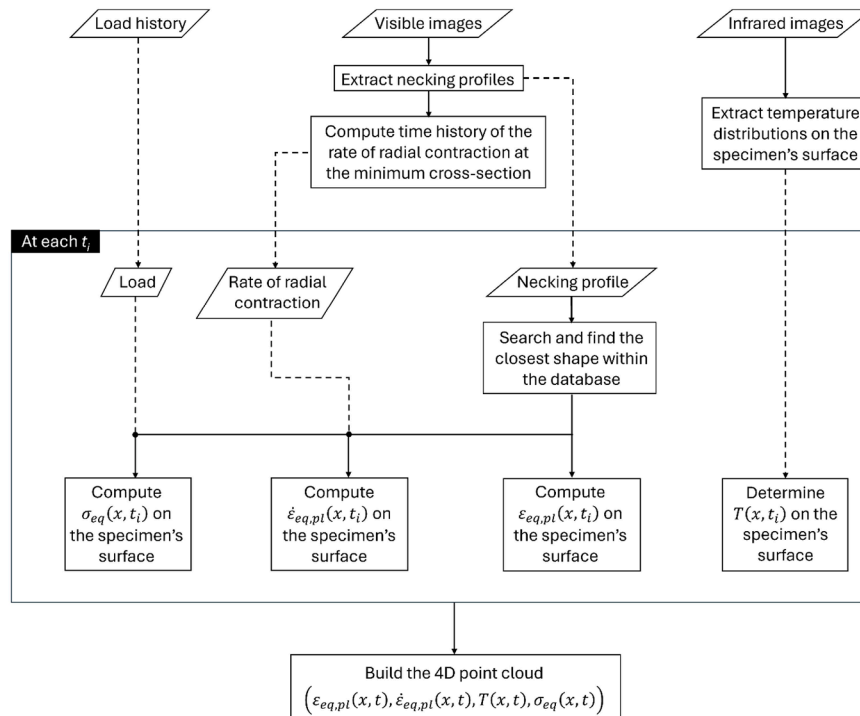 Load history
Visible images
Infrared images
Extract necking profiles
Compute time history of the
rate of radial contraction at
the minimum cross-section
Extract temperature
distributions on the
specimen's surface
At each tᵢ
Load
Rate of radial
contraction
Necking profile
Search and find the
closest shape within
the database
Compute
σ_eq(x, tᵢ) on
the specimen's
surface
Compute
ε̇_eq,pl(x, tᵢ) on
the specimen's
surface
Compute
ε_eq,pl(x, tᵢ) on
the specimen's
surface
Determine
T(x, tᵢ) on the
specimen's
surface
Build the 4D point cloud
(ε_eq,pl(x, t), ε̇_eq,pl(x, t), T(x, t), σ_eq(x, t))